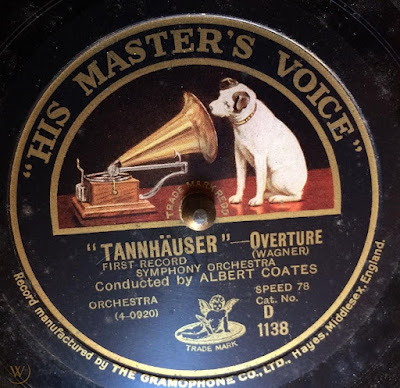 "HIS MASTER'S VOICE"
TRADE MARK REGD
"TANNHÄUSER"—OVERTURE
FIRST RECORD (WAGNER)
SYMPHONY ORCHESTRA
Conducted by ALBERT COATES
ORCHESTRA SPEED 78
(4-0920) Cat. No.
D
1138
TRADE MARK
Record manufactured by THE GRAMOPHONE CO., LTD., Hayes, Middlesex, England.
W